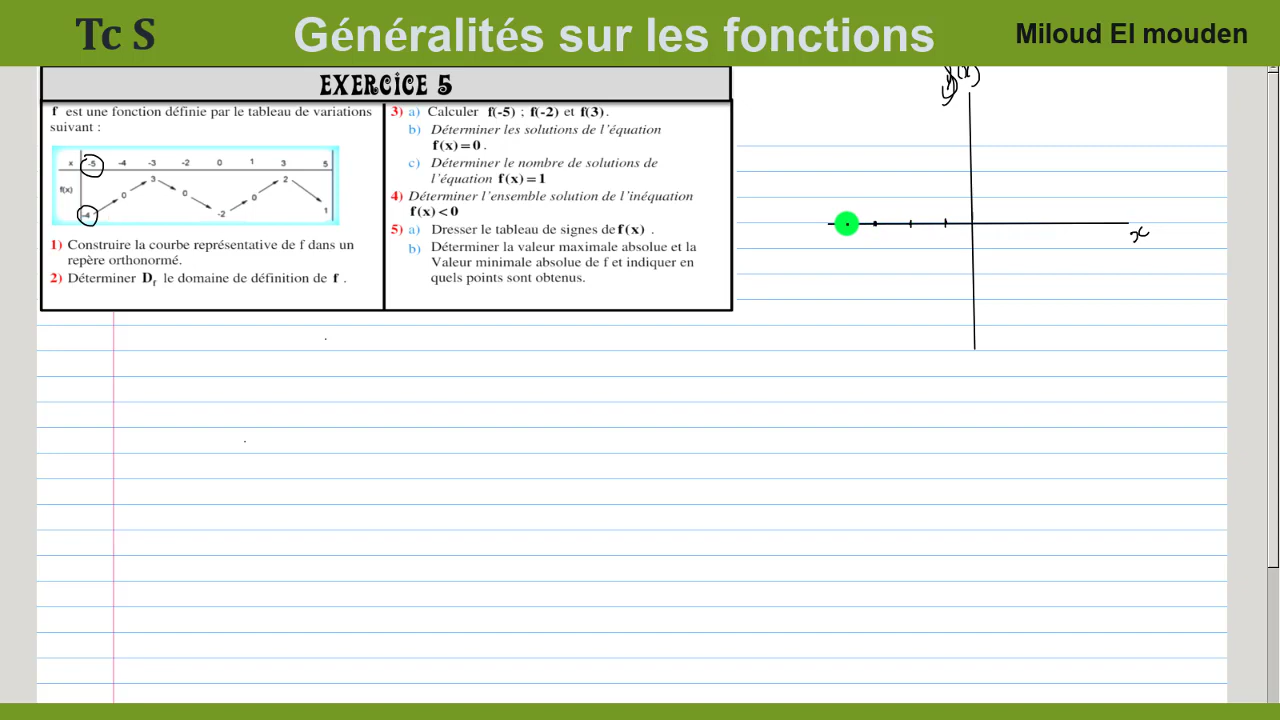 Tc S
Généralités sur les fonctions
Miloud El mouden
EXERCICE 5
f est une fonction définie par le tableau de variations
suivant :
x -5 -4 -3 -2 0 1 3 5
f(x) -4 0 3 0 -2 0 2 1
1) Construire la courbe représentative de f dans un
repère orthonormé.
2) Déterminer Df le domaine de définition de f .
3) a) Calculer f(-5) ; f(-2) et f(3).
b) Déterminer les solutions de l'équation
f(x)=0 .
c) Déterminer le nombre de solutions de
l'équation f(x)=1
4) Déterminer l'ensemble solution de l'inéquation
f(x)<0
5) a) Dresser le tableau de signes de f(x) .
b) Déterminer la valeur maximale absolue et la
Valeur minimale absolue de f et indiquer en
quels points sont obtenus.
x